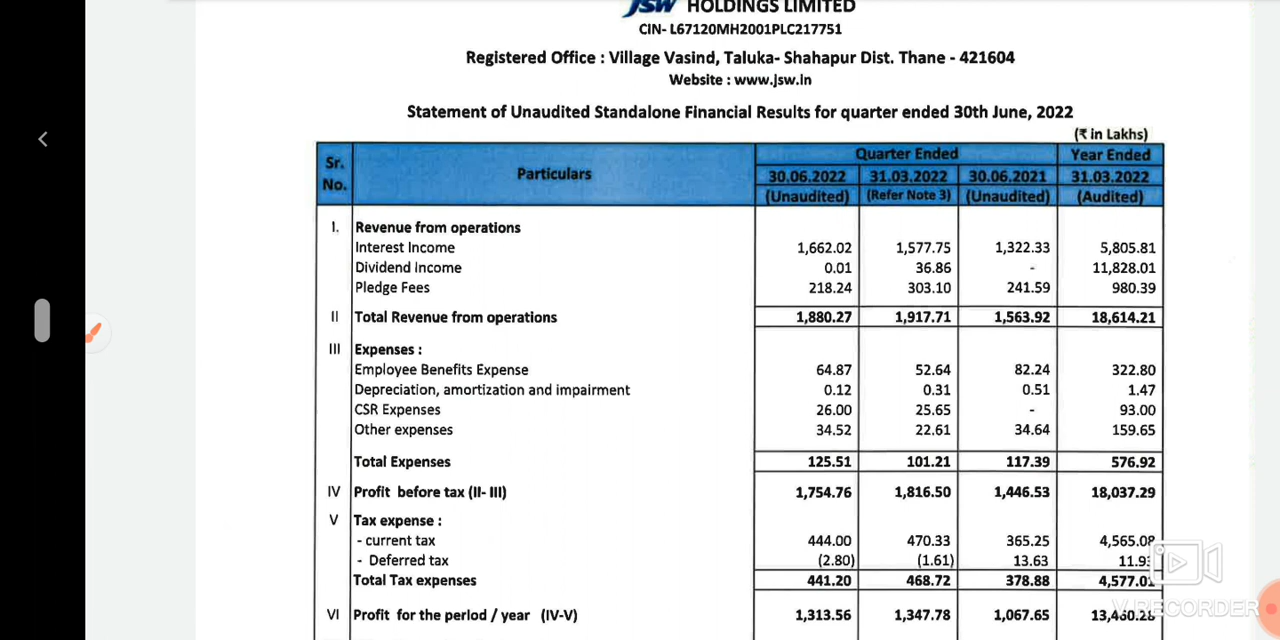 JSW HOLDINGS LIMITED
CIN- L67120MH2001PLC217751
Registered Office : Village Vasind, Taluka- Shahapur Dist. Thane - 421604
Website : www.jsw.in
Statement of Unaudited Standalone Financial Results for quarter ended 30th June, 2022
(₹ in Lakhs)
Sr. No. Particulars Quarter Ended Year Ended
30.06.2022 31.03.2022 30.06.2021 31.03.2022
(Unaudited) (Refer Note 3) (Unaudited) (Audited)
I. Revenue from operations
Interest Income 1,662.02 1,577.75 1,322.33 5,805.81
Dividend Income 0.01 36.86 - 11,828.01
Pledge Fees 218.24 303.10 241.59 980.39
II Total Revenue from operations 1,880.27 1,917.71 1,563.92 18,614.21
III Expenses :
Employee Benefits Expense 64.87 52.64 82.24 322.80
Depreciation, amortization and impairment 0.12 0.31 0.51 1.47
CSR Expenses 26.00 25.65 - 93.00
Other expenses 34.52 22.61 34.64 159.65
Total Expenses 125.51 101.21 117.39 576.92
IV Profit before tax (II- III) 1,754.76 1,816.50 1,446.53 18,037.29
V Tax expense :
- current tax 444.00 470.33 365.25 4,565.08
- Deferred tax (2.80) (1.61) 13.63 11.93
Total Tax expenses 441.20 468.72 378.88 4,577.01
VI Profit for the period / year (IV-V) 1,313.56 1,347.78 1,067.65 13,460.28
V RECORDER